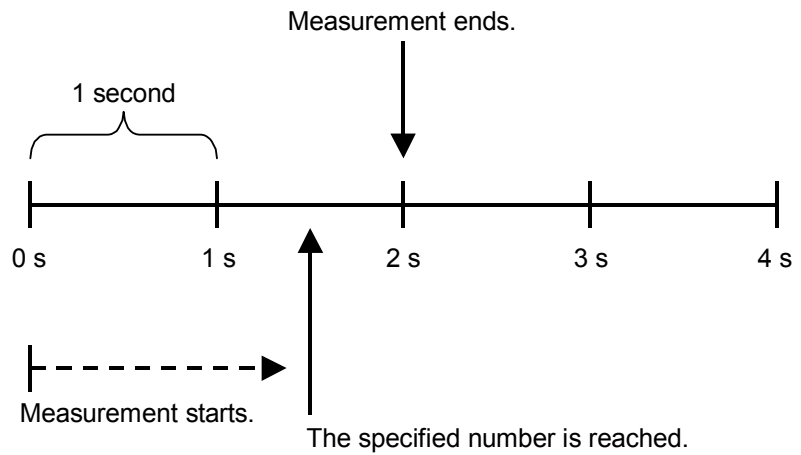 Measurement ends.
1 second
0 s
1 s
2 s
3 s
4 s
Measurement starts.
The specified number is reached.